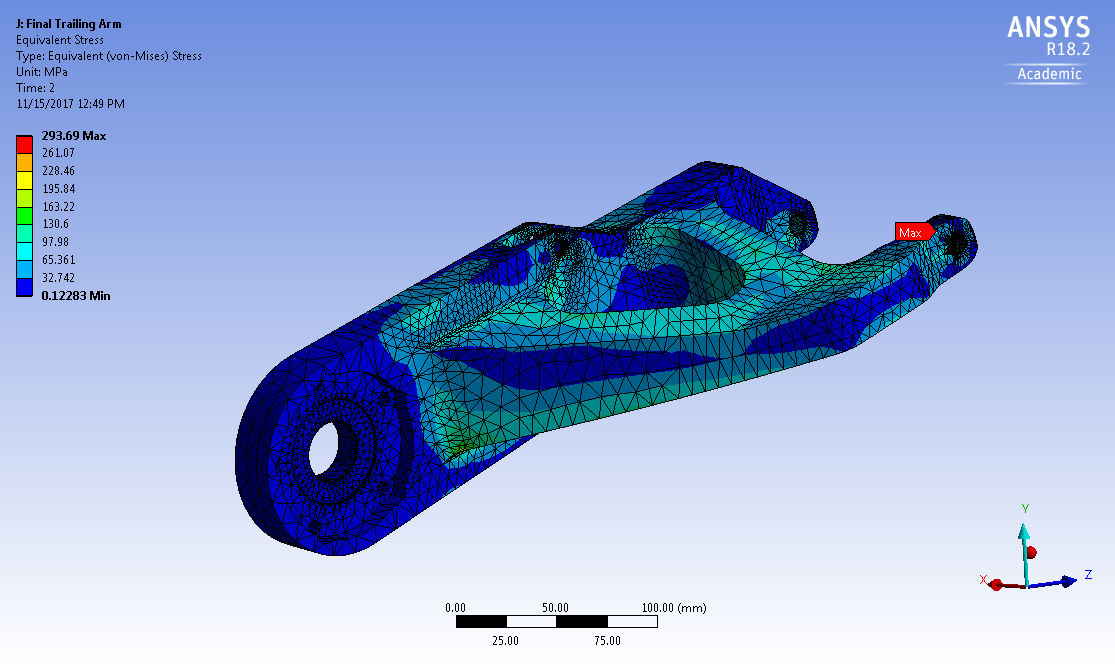 J: Final Trailing Arm
Equivalent Stress
Type: Equivalent (von-Mises) Stress
Unit: MPa
Time: 2
11/15/2017 12:49 PM
293.69 Max
261.07
228.46
195.84
163.22
130.6
97.98
65.361
32.742
0.12283 Min
ANSYS
R18.2
Academic
Max
Y
X
Z
0.00 50.00 100.00 (mm)
25.00 75.00